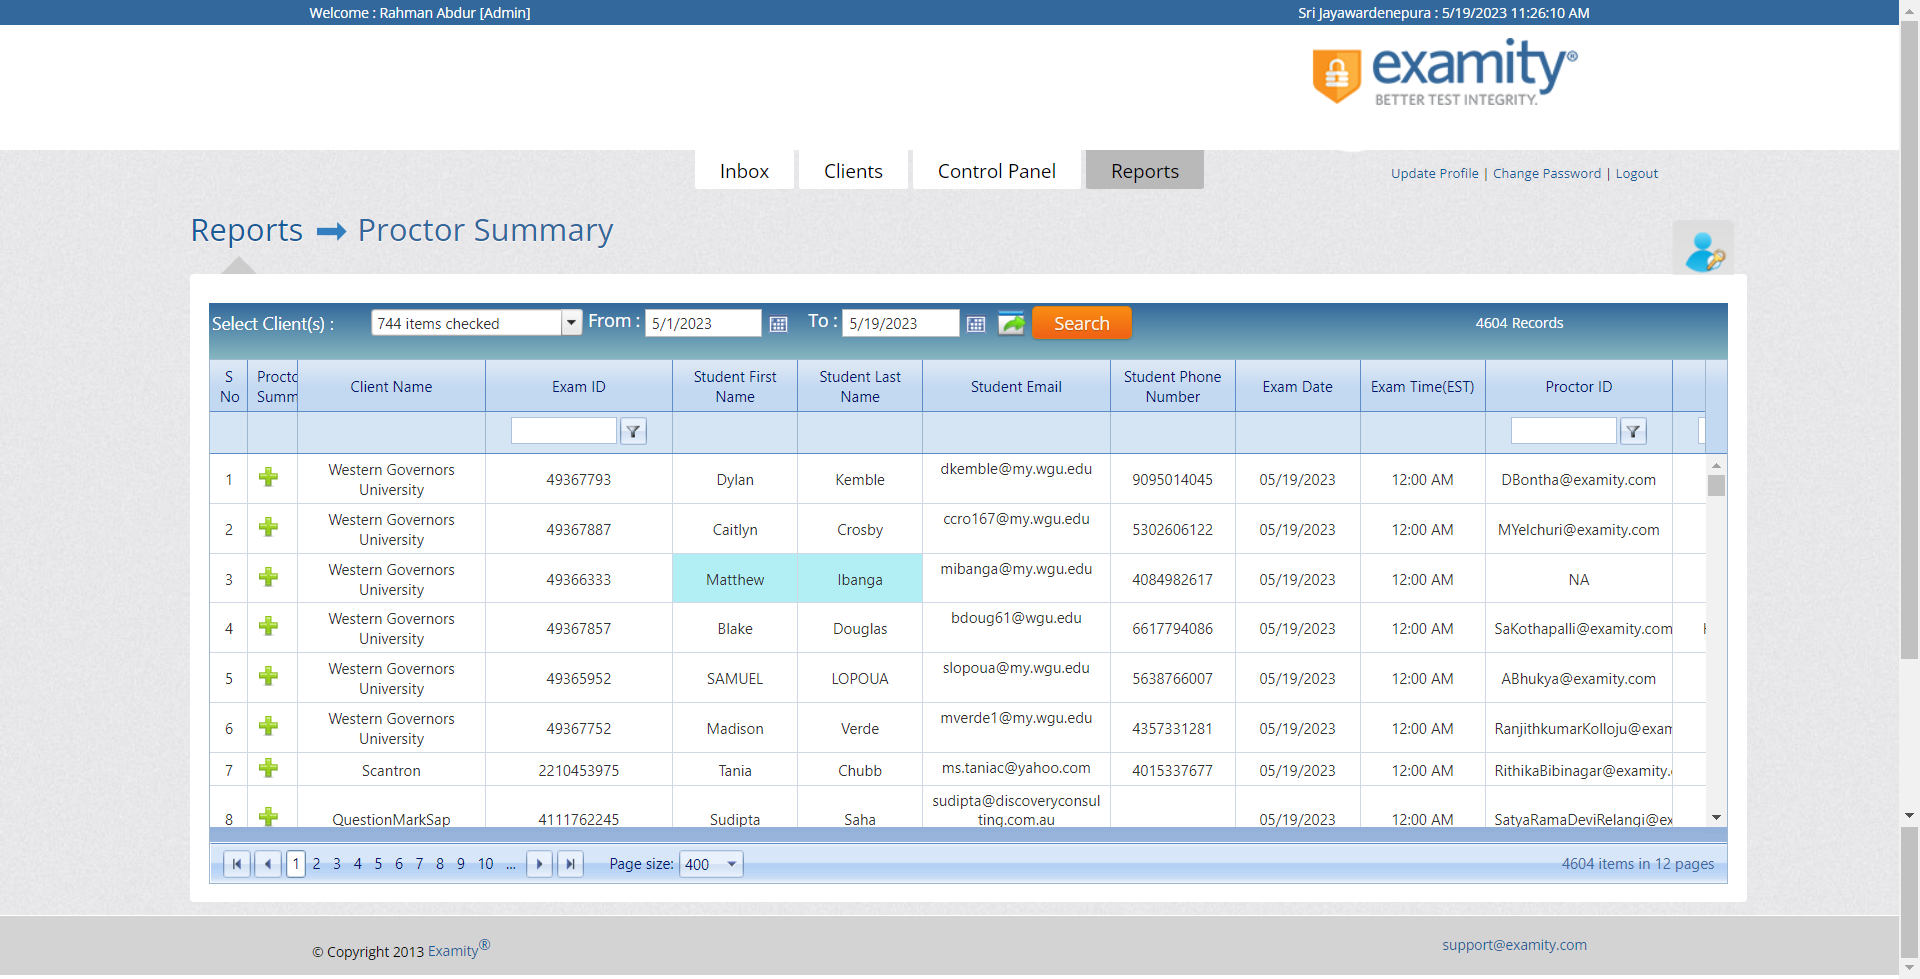 Welcome : Rahman Abdur [Admin]
Sri Jayawardenepura : 5/19/2023 11:26:10 AM
examity®
BETTER TEST INTEGRITY.
Inbox
Clients
Control Panel
Reports
Update Profile | Change Password | Logout
Reports Proctor Summary
Select Client(s) :
744 items checked
From :
5/1/2023
To :
5/19/2023
Search
4604 Records
S No
Client Name
Exam ID
Student First Name
Student Last Name
Student Email
Student Phone Number
Exam Date
Exam Time(EST)
Proctor ID
1 Western Governors University 49367793 Dylan Kemble dkemble@my.wgu.edu 9095014045 05/19/2023 12:00 AM DBontha@examity.com
2 Western Governors University 49367887 Caitlyn Crosby ccro167@my.wgu.edu 5302606122 05/19/2023 12:00 AM MYelchuri@examity.com
3 Western Governors University 49366333 Matthew Ibanga mibanga@my.wgu.edu 4084982617 05/19/2023 12:00 AM NA
4 Western Governors University 49367857 Blake Douglas bdoug61@wgu.edu 6617794086 05/19/2023 12:00 AM SaKothapalli@examity.com
5 Western Governors University 49365952 SAMUEL LOPOUA slopoua@my.wgu.edu 5638766007 05/19/2023 12:00 AM ABhukya@examity.com
6 Western Governors University 49367752 Madison Verde mverde1@my.wgu.edu 4357331281 05/19/2023 12:00 AM RanjithkumarKolloju@exam
7 Scantron 2210453975 Tania Chubb ms.taniac@yahoo.com 4015337677 05/19/2023 12:00 AM RithikaBibinagar@examity.
8 QuestionMarkSap 4111762245 Sudipta Saha sudipta@discoveryconsulting.com.au 05/19/2023 12:00 AM SatyaRamaDeviRelangi@ex
1 2 3 4 5 6 7 8 9 10 ...
Page size: 400
4604 items in 12 pages
© Copyright 2013 Examity®
support@examity.com